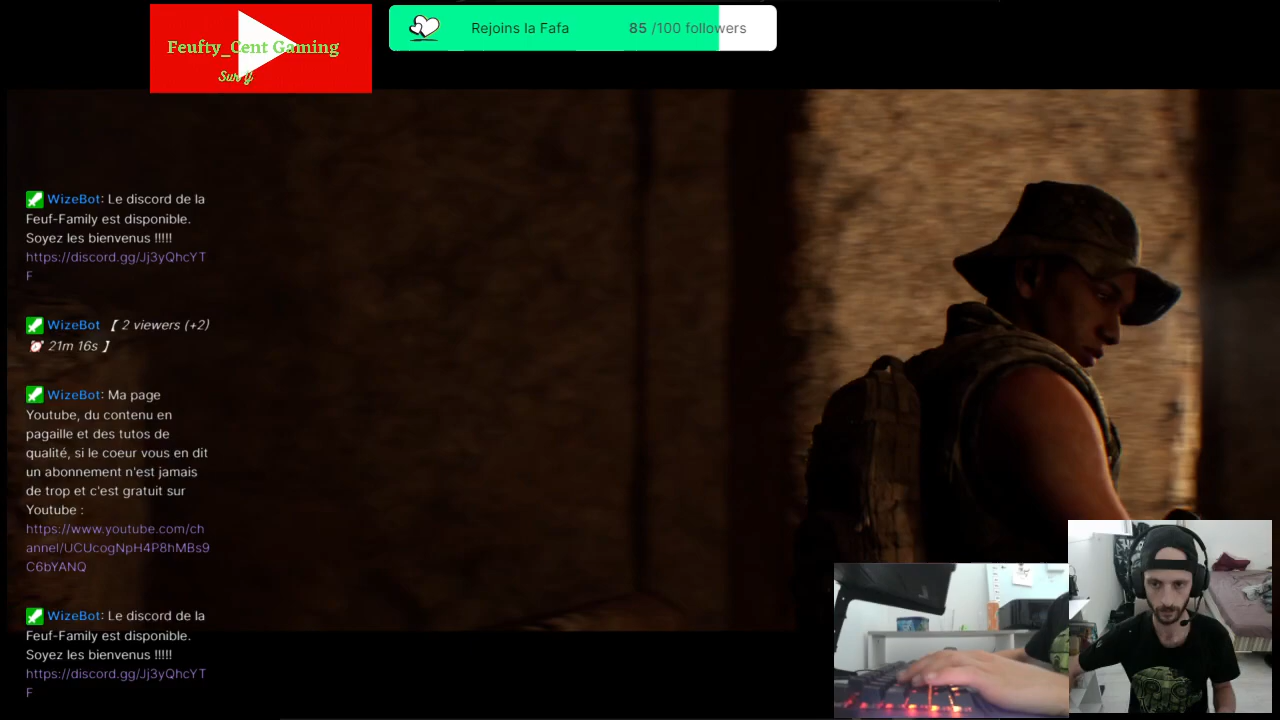 Feufty_Cent Gaming
Sur Y
Rejoins la Fafa 85 /100 followers
WizeBot: Le discord de la
Feuf-Family est disponible.
Soyez les bienvenus !!!!!
https://discord.gg/Jj3yQhcYT
F
WizeBot 【 2 viewers (+2)
⏰ 21m 16s 】
WizeBot: Ma page
Youtube, du contenu en
pagaille et des tutos de
qualité, si le coeur vous en dit
un abonnement n'est jamais
de trop et c'est gratuit sur
Youtube :
https://www.youtube.com/ch
annel/UCUcogNpH4P8hMBs9
C6bYANQ
WizeBot: Le discord de la
Feuf-Family est disponible.
Soyez les bienvenus !!!!!
https://discord.gg/Jj3yQhcYT
F